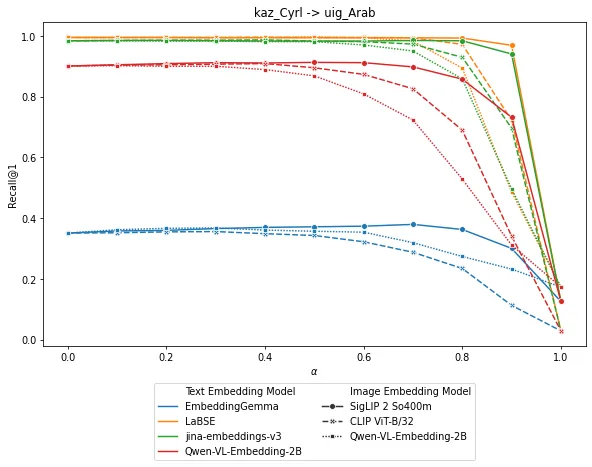 kaz_Cyrl -> uig_Arab
Recall@1
1.0
0.8
0.6
0.4
0.2
0.0
0.0 0.2 0.4 0.6 0.8 1.0
α
Text Embedding Model
EmbeddingGemma
LaBSE
jina-embeddings-v3
Qwen-VL-Embedding-2B
Image Embedding Model
SigLIP 2 So400m
CLIP ViT-B/32
Qwen-VL-Embedding-2B